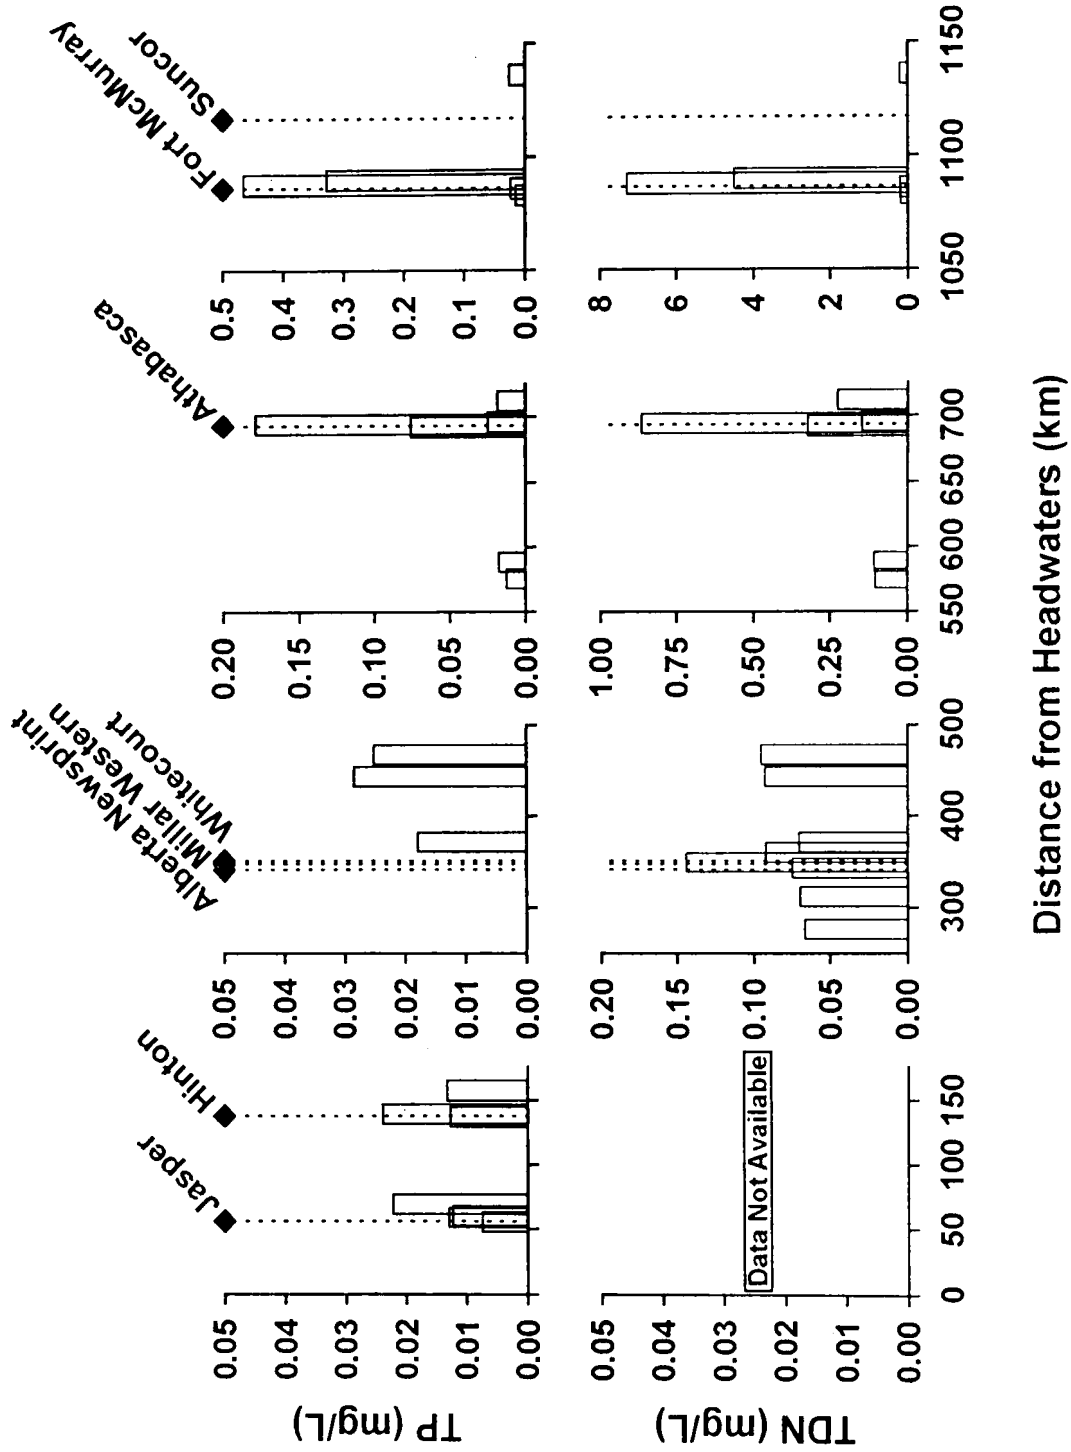 Jasper
Hinton
Alberta Newsprint
Millar Western
Whitecourt
Athabasca
Fort McMurray
Suncor
TP (mg/L)
0.05
0.04
0.03
0.02
0.01
0.00
0.05
0.04
0.03
0.02
0.01
0.00
0.20
0.15
0.10
0.05
0.00
0.5
0.4
0.3
0.2
0.1
0.0
TDN (mg/L)
0.05
0.04
0.03
0.02
0.01
0.00
Data Not Available
0.20
0.15
0.10
0.05
0.00
1.00
0.75
0.50
0.25
0.00
8
6
4
2
0
0 50 100 150
300 400 500
550 600 650 700
1050 1100 1150
Distance from Headwaters (km)